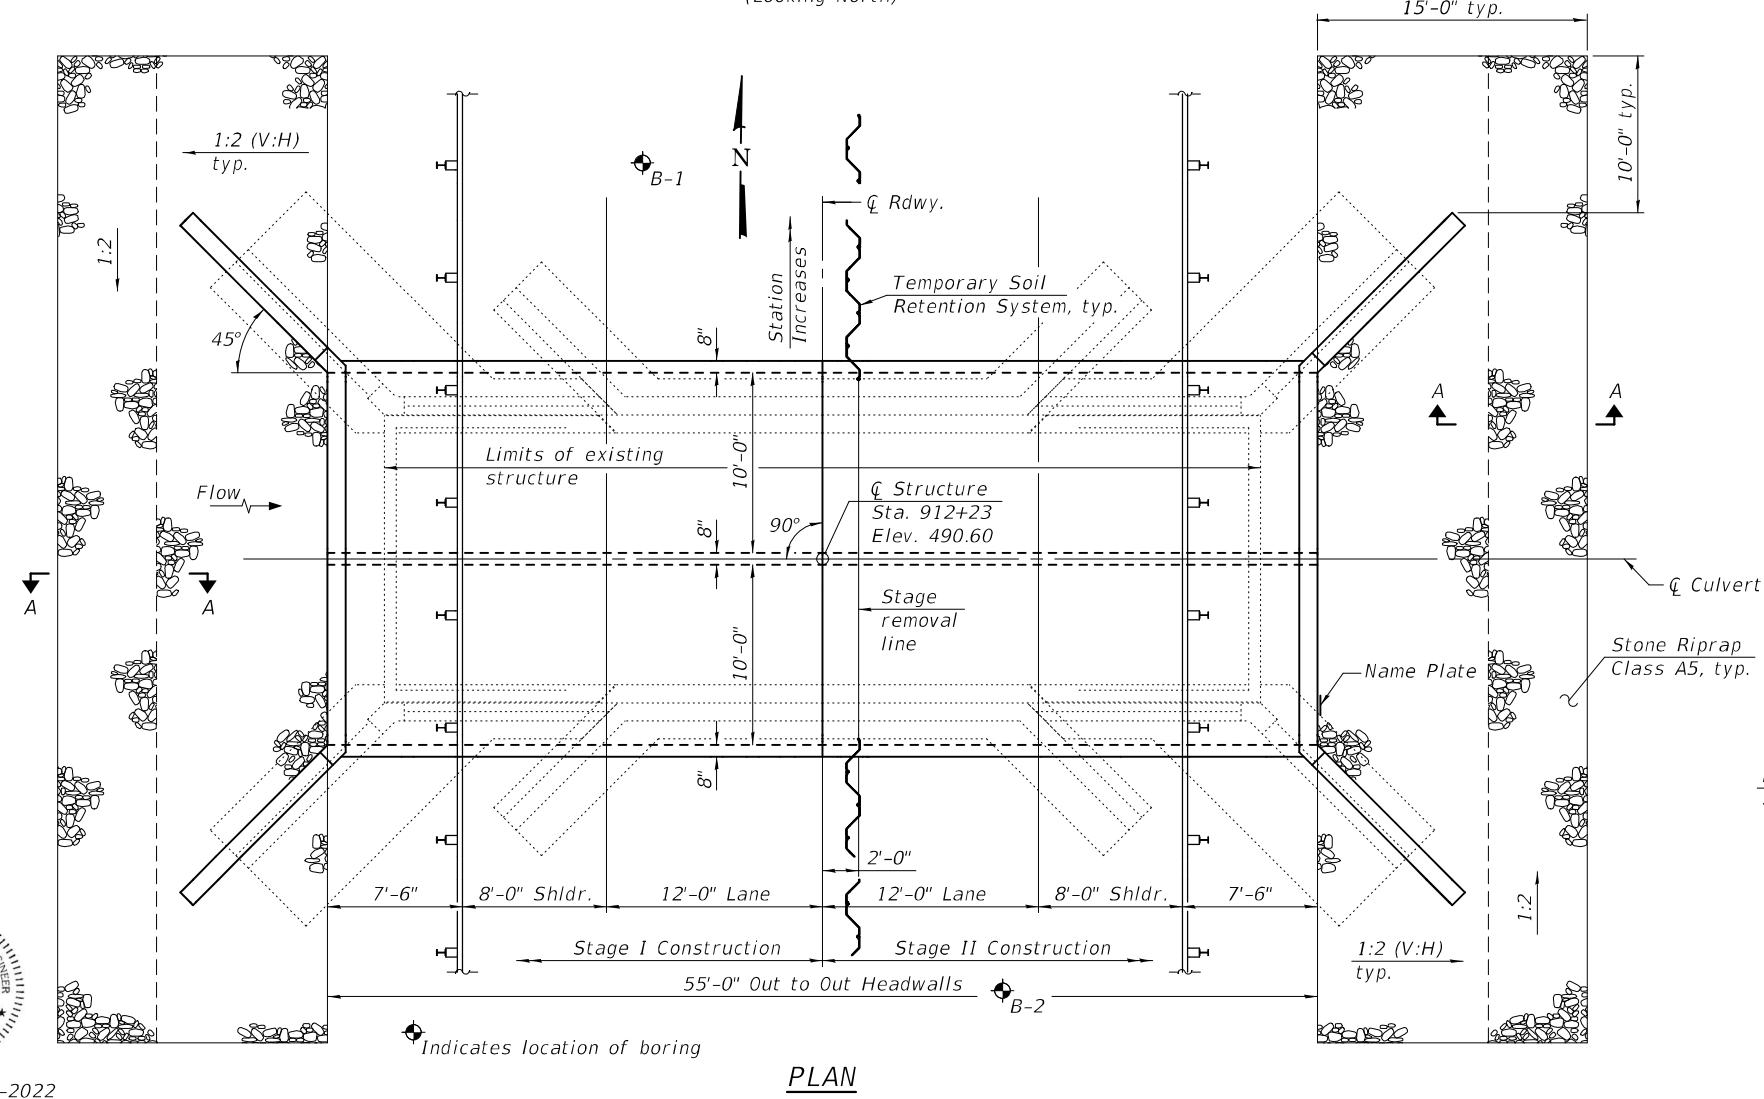 (Looking North)
15'-0" typ.
10'-0" typ.
1:2 (V:H)
typ.
N
B-1
℄ Rdwy.
1:2
Station
Increases
Temporary Soil
Retention System, typ.
45°
8"
A
A
10'-0"
Limits of existing
structure
Flow
℄ Structure
Sta. 912+23
Elev. 490.60
90°
8"
A
A
℄ Culvert
Stage
removal
line
10'-0"
Stone Riprap
Class A5, typ.
Name Plate
8"
2'-0"
7'-6"
8'-0" Shldr.
12'-0" Lane
12'-0" Lane
8'-0" Shldr.
7'-6"
1:2
Stage I Construction
Stage II Construction
1:2 (V:H)
typ.
55'-0" Out to Out Headwalls
B-2
Indicates location of boring
PLAN
-2022